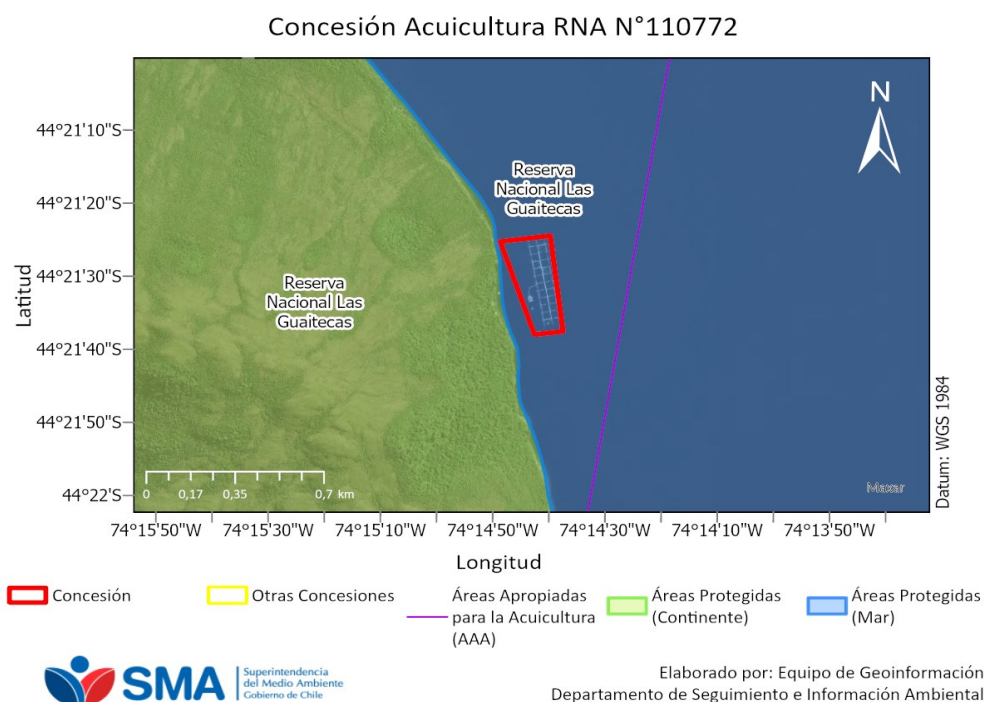 Concesión Acuicultura RNA N°110772
N
44°21'10"S
44°21'20"S
44°21'30"S
44°21'40"S
44°21'50"S
44°22'S
Latitud
Reserva
Nacional Las
Guaitecas
Reserva
Nacional Las
Guaitecas
0 0,17 0,35 0,7 km
Maxar
Datum: WGS 1984
74°15'50"W 74°15'30"W 74°15'10"W 74°14'50"W 74°14'30"W 74°14'10"W 74°13'50"W
Longitud
Concesión
Otras Concesiones
Áreas Apropiadas
para la Acuicultura
(AAA)
Áreas Protegidas
(Continente)
Áreas Protegidas
(Mar)
SMA
Superintendencia
del Medio Ambiente
Gobierno de Chile
Elaborado por: Equipo de Geoinformación
Departamento de Seguimiento e Información Ambiental